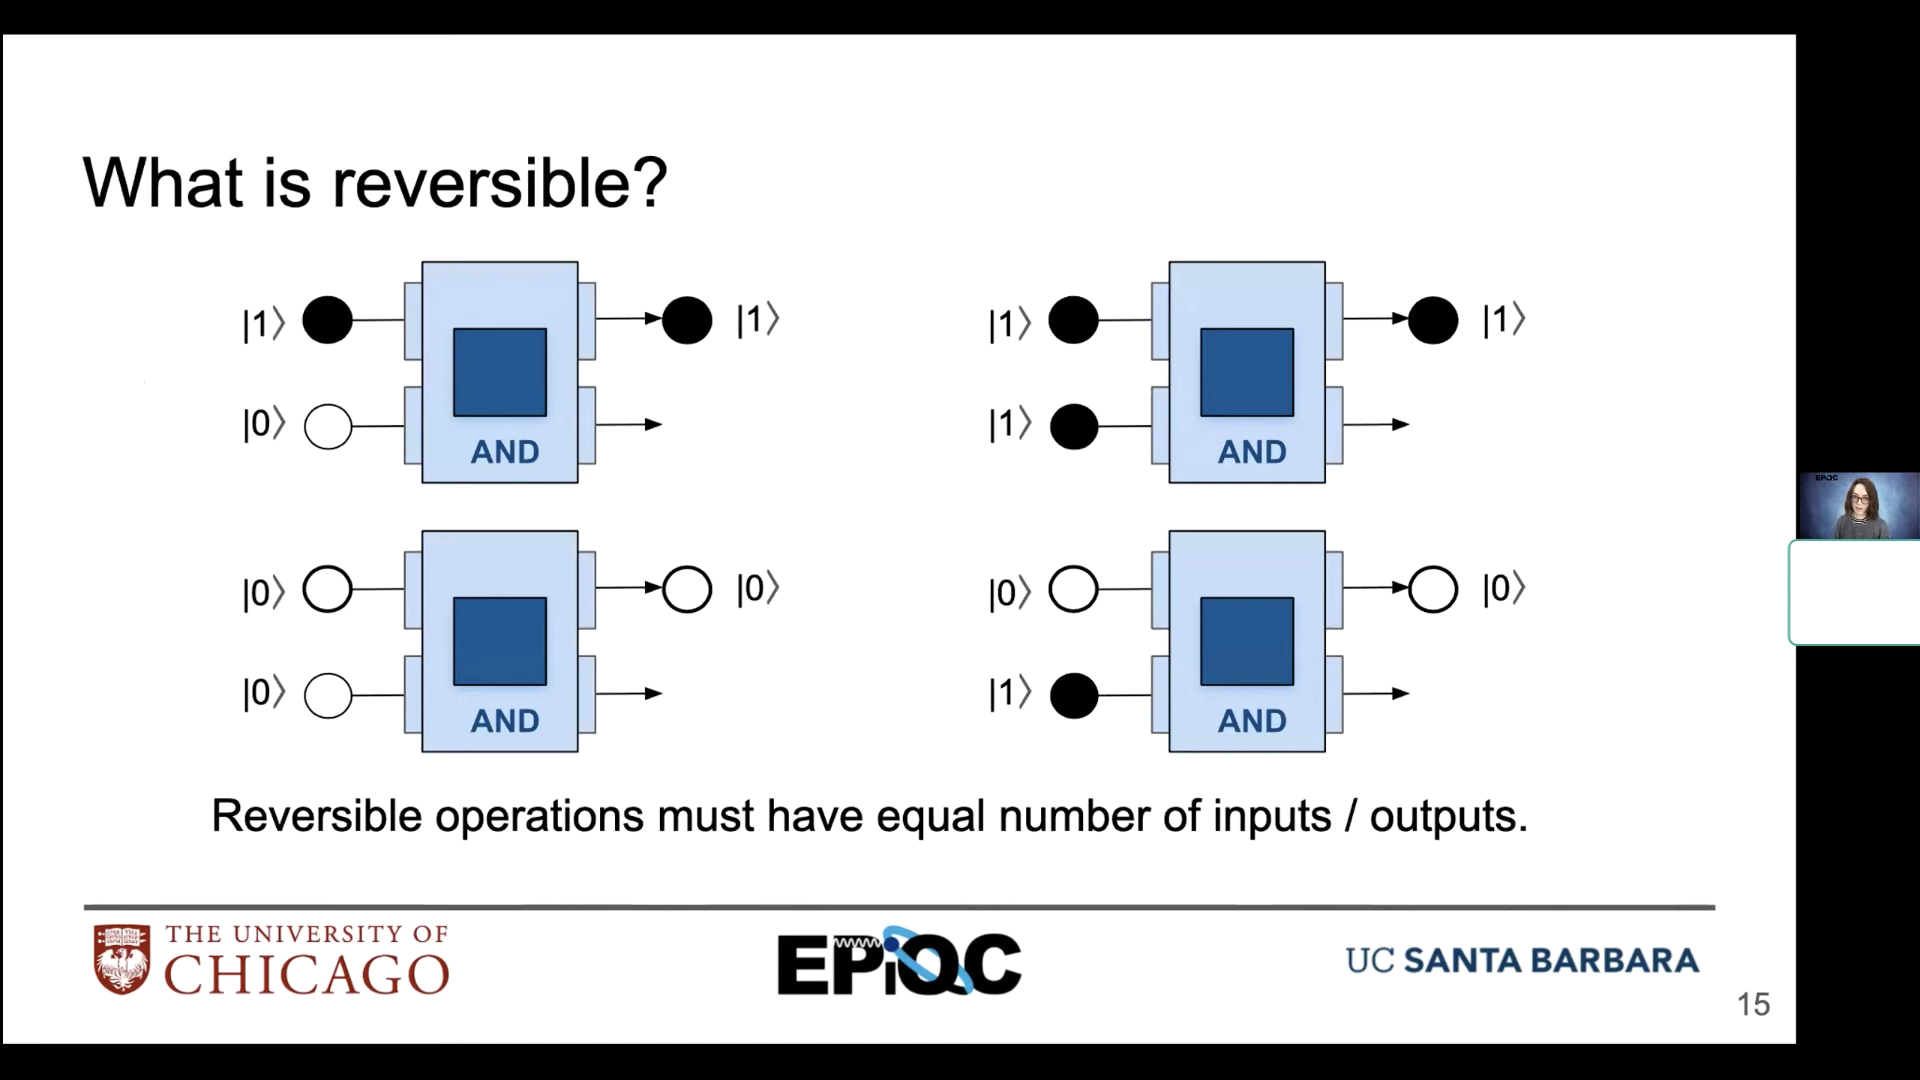 What is reversible?
|1⟩ |1⟩ |1⟩ |1⟩
|0⟩ |1⟩
AND AND
|0⟩ |0⟩ |0⟩ |0⟩
|0⟩ |1⟩
AND AND
Reversible operations must have equal number of inputs / outputs.
THE UNIVERSITY OF
CHICAGO
EPiQC
UC SANTA BARBARA
15
EPiQC